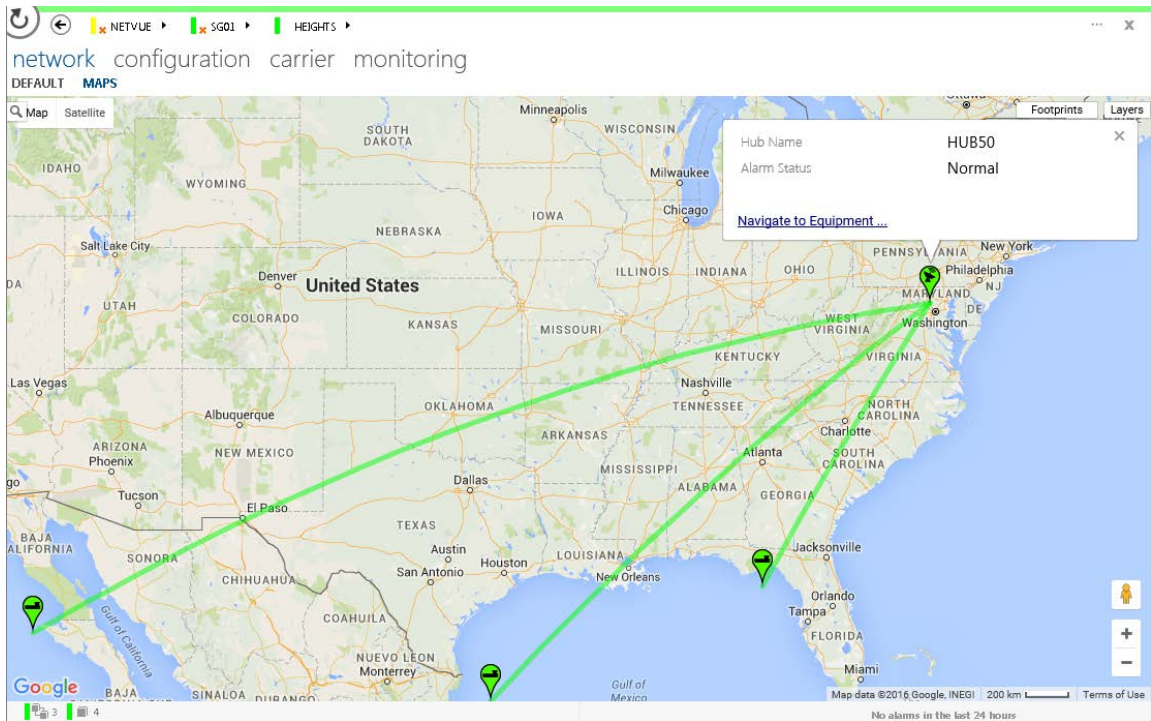 NETVUE SG01 HEIGHTS ... X
network configuration carrier monitoring
DEFAULT MAPS
Map Satellite
Footprints Layers
Hub Name HUB50
Alarm Status Normal
Navigate to Equipment ...
Minneapolis
SOUTH DAKOTA
WISCONSIN
IDAHO
WYOMING
Milwaukee
IOWA
Chicago
NEBRASKA
Salt Lake City
PENNSYLVANIA
New York
Denver
United States
ILLINOIS
INDIANA
OHIO
Philadelphia
UTAH
MARYLAND
NJ
COLORADO
KANSAS
MISSOURI
WEST VIRGINIA
DE
Washington
KENTUCKY
VIRGINIA
Las Vegas
Nashville
Albuquerque
OKLAHOMA
TENNESSEE
NORTH CAROLINA
ARKANSAS
Charlotte
ARIZONA
NEW MEXICO
Atlanta
SOUTH CAROLINA
Phoenix
MISSISSIPPI
Dallas
ALABAMA
GEORGIA
Tucson
El Paso
TEXAS
BAJA
ALIFORNIA
SONORA
Austin
LOUISIANA
Jacksonville
CHIHUAHUA
San Antonio
Houston
New Orleans
Orlando
Tampa
Gulf of California
COAHUILA
FLORIDA
NUEVO LEON
Monterrey
Miami
Google
BAJA
SINALOA
DURANGO
Gulf of Mexico
+
−
Map data ©2016 Google, INEGI 200 km Terms of Use
3 4
No alarms in the last 24 hours